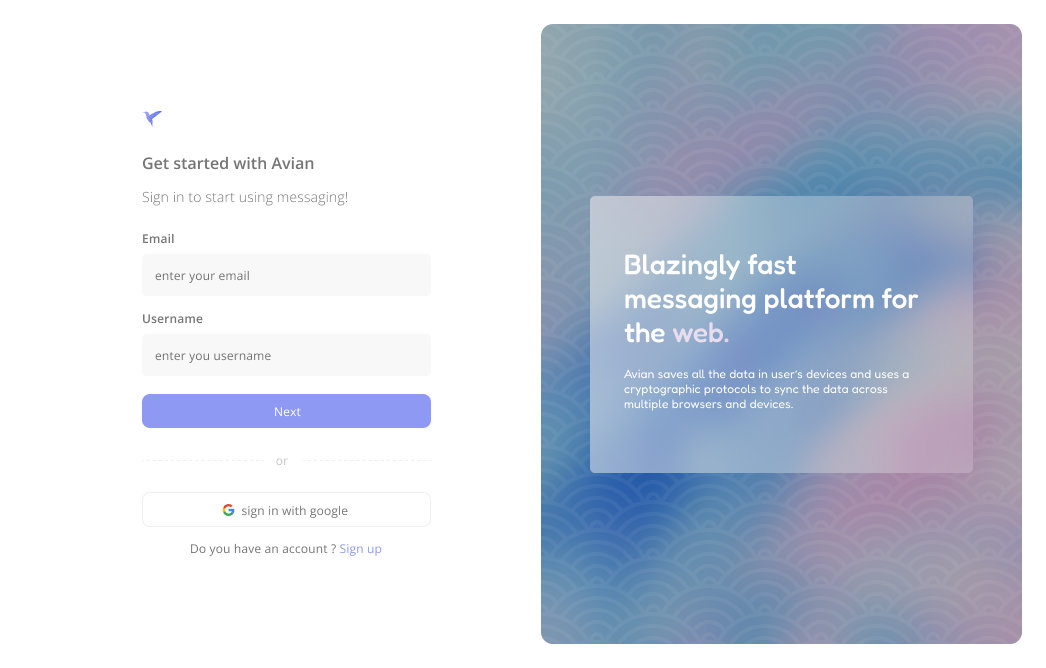 Get started with Avian
Sign in to start using messaging!
Email
enter your email
Username
enter you username
Next
or
sign in with google
Do you have an account ? Sign up
Blazingly fast
messaging platform for
the web.
Avian saves all the data in user's devices and uses a
cryptographic protocols to sync the data across
multiple browsers and devices.